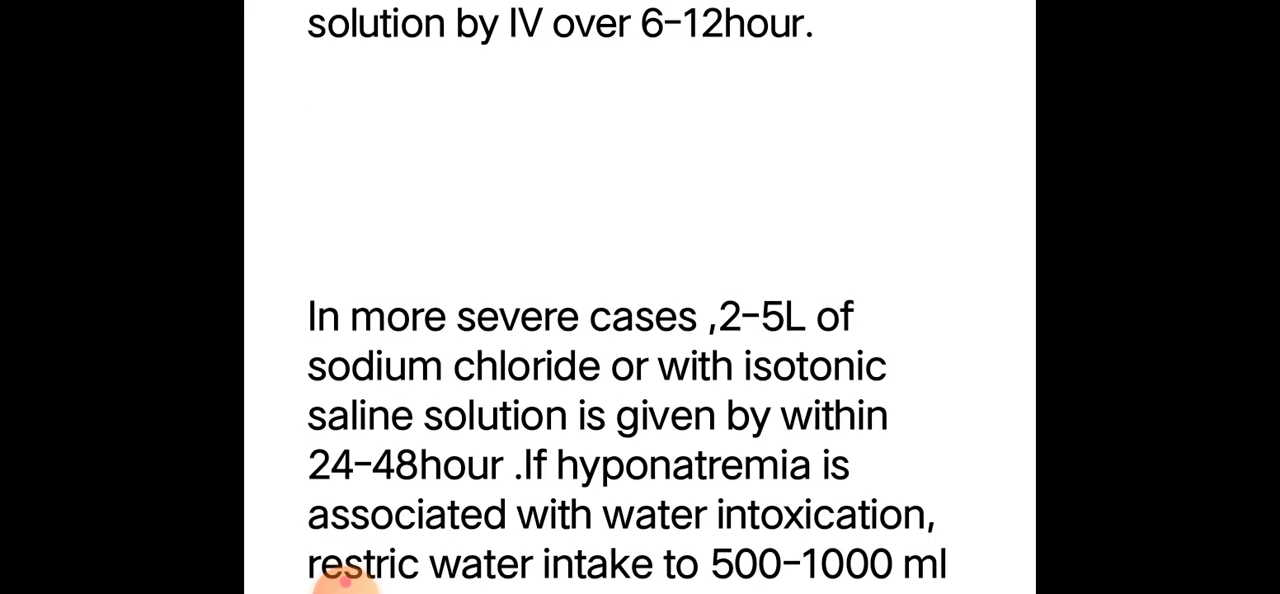 solution by IV over 6-12hour.
In more severe cases ,2-5L of
sodium chloride or with isotonic
saline solution is given by within
24-48hour .If hyponatremia is
associated with water intoxication,
restric water intake to 500-1000 ml